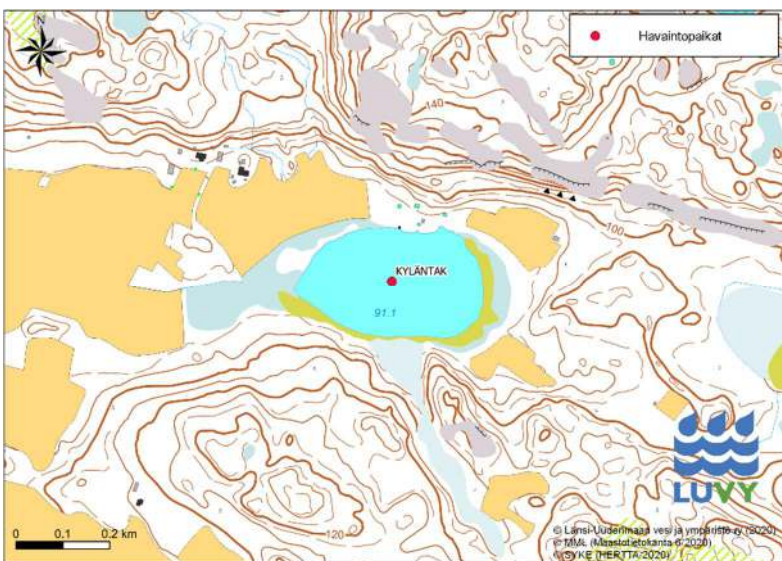 N
Havaintopaikat
140
100
KYLÄNTAK
91.1
LUVY
120
0 0.1 0.2 km
© Länsi-Uudenmaan vesi ja ympäristö ry (2020)
© MML (Maastotietokanta 6/2020)
© SYKE (HERTTA 2020)